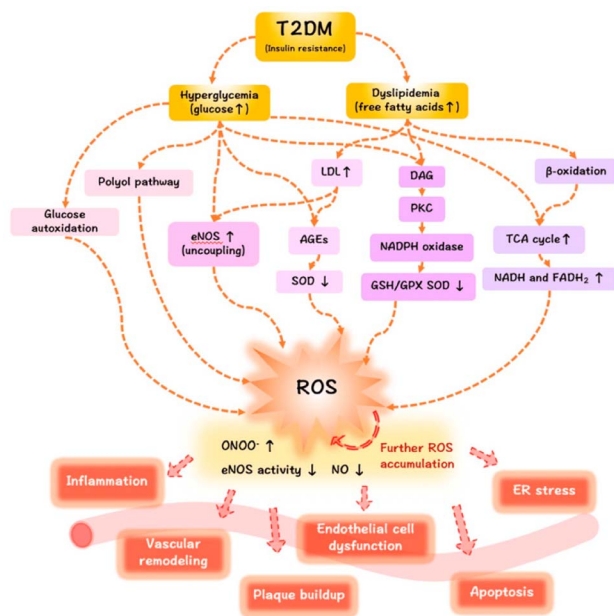 T2DM
(Insulin resistance)
Hyperglycemia
(glucose↑)
Dyslipidemia
(free fatty acids↑)
Polyol pathway
LDL↑
DAG
β-oxidation
Glucose
autoxidation
eNOS ↑
(uncoupling)
AGEs
PKC
NADPH oxidase
TCA cycle↑
SOD ↓
GSH/GPX SOD ↓
NADH and FADH₂ ↑
ROS
ONOO⁻ ↑
eNOS activity ↓ NO ↓
Further ROS
accumulation
Inflammation
ER stress
Vascular
remodeling
Endothelial cell
dysfunction
Plaque buildup
Apoptosis